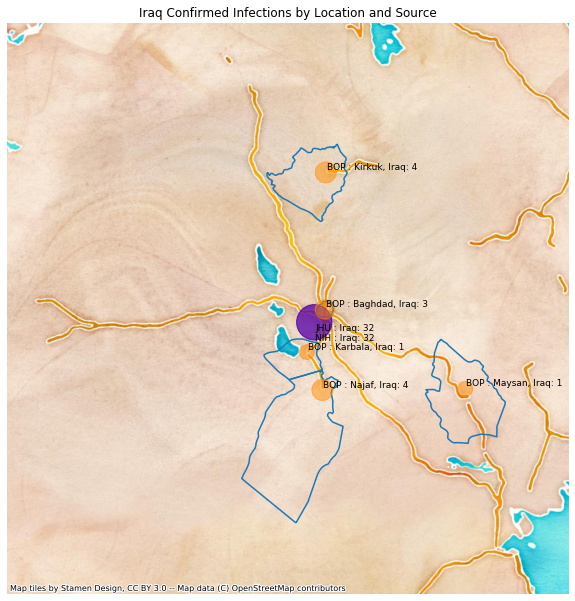 Iraq Confirmed Infections by Location and Source
BOP : Kirkuk, Iraq: 4
BOP : Baghdad, Iraq: 3
JHU : Iraq: 32
NIH : Iraq: 32
BOP : Karbala, Iraq: 1
BOP : Najaf, Iraq: 4
BOP : Maysan, Iraq: 1
Map tiles by Stamen Design, CC BY 3.0 -- Map data (C) OpenStreetMap contributors